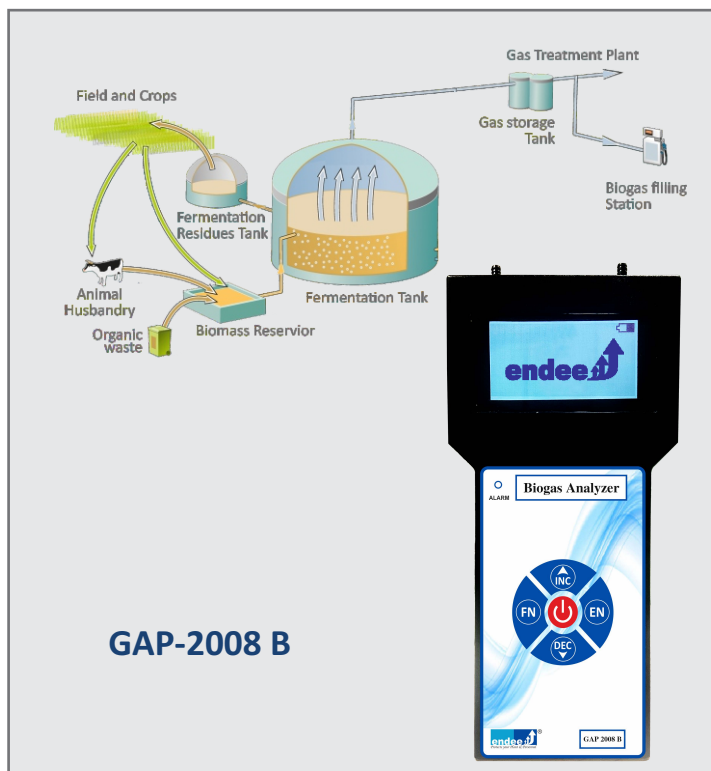 Gas Treatment Plant
Field and Crops
Gas storage
Tank
Biogas filling
Station
Fermentation
Residues Tank
Animal
Husbandry
Fermentation Tank
Organic
waste
Biomass Reservior
endee
ALARM
Biogas Analyzer
INC
FN
EN
DEC
GAP-2008 B
endee
GAP 2008 B